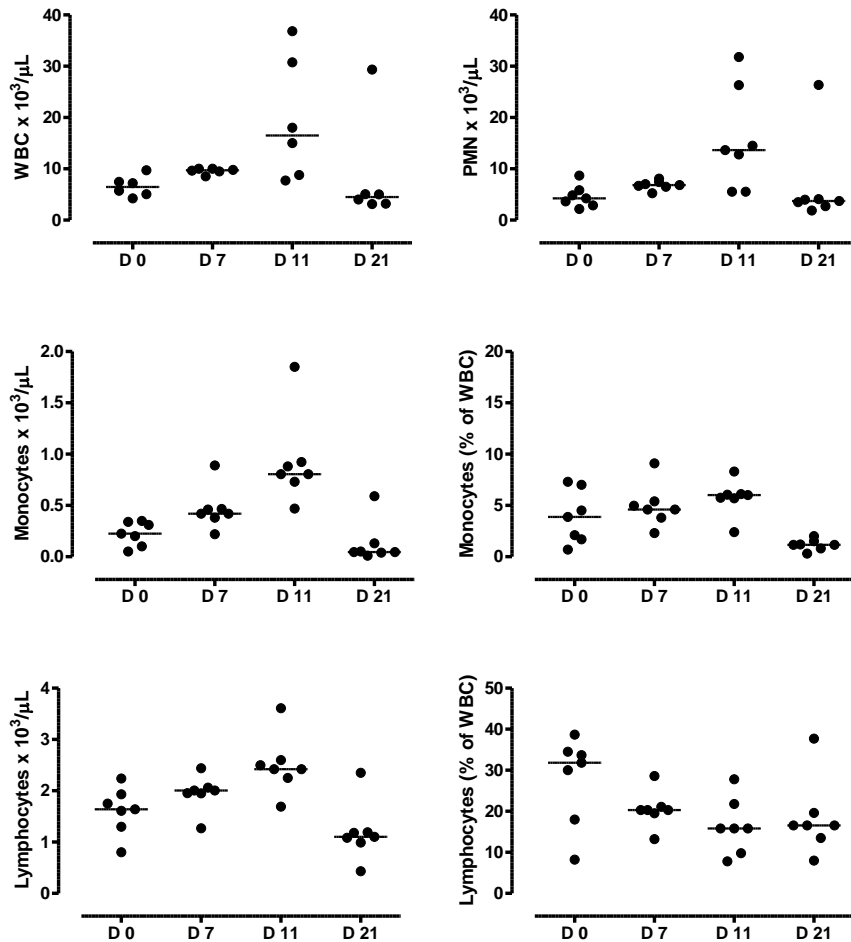 WBC x 10³/µL
40
30
20
10
0
D 0 D 7 D 11 D 21
PMN x 10³/µL
40
30
20
10
0
D 0 D 7 D 11 D 21
Monocytes x 10³/µL
2.0
1.5
1.0
0.5
0.0
D 0 D 7 D 11 D 21
Monocytes (% of WBC)
20
15
10
5
0
D 0 D 7 D 11 D 21
Lymphocytes x 10³/µL
4
3
2
1
0
D 0 D 7 D 11 D 21
Lymphocytes (% of WBC)
50
40
30
20
10
0
D 0 D 7 D 11 D 21